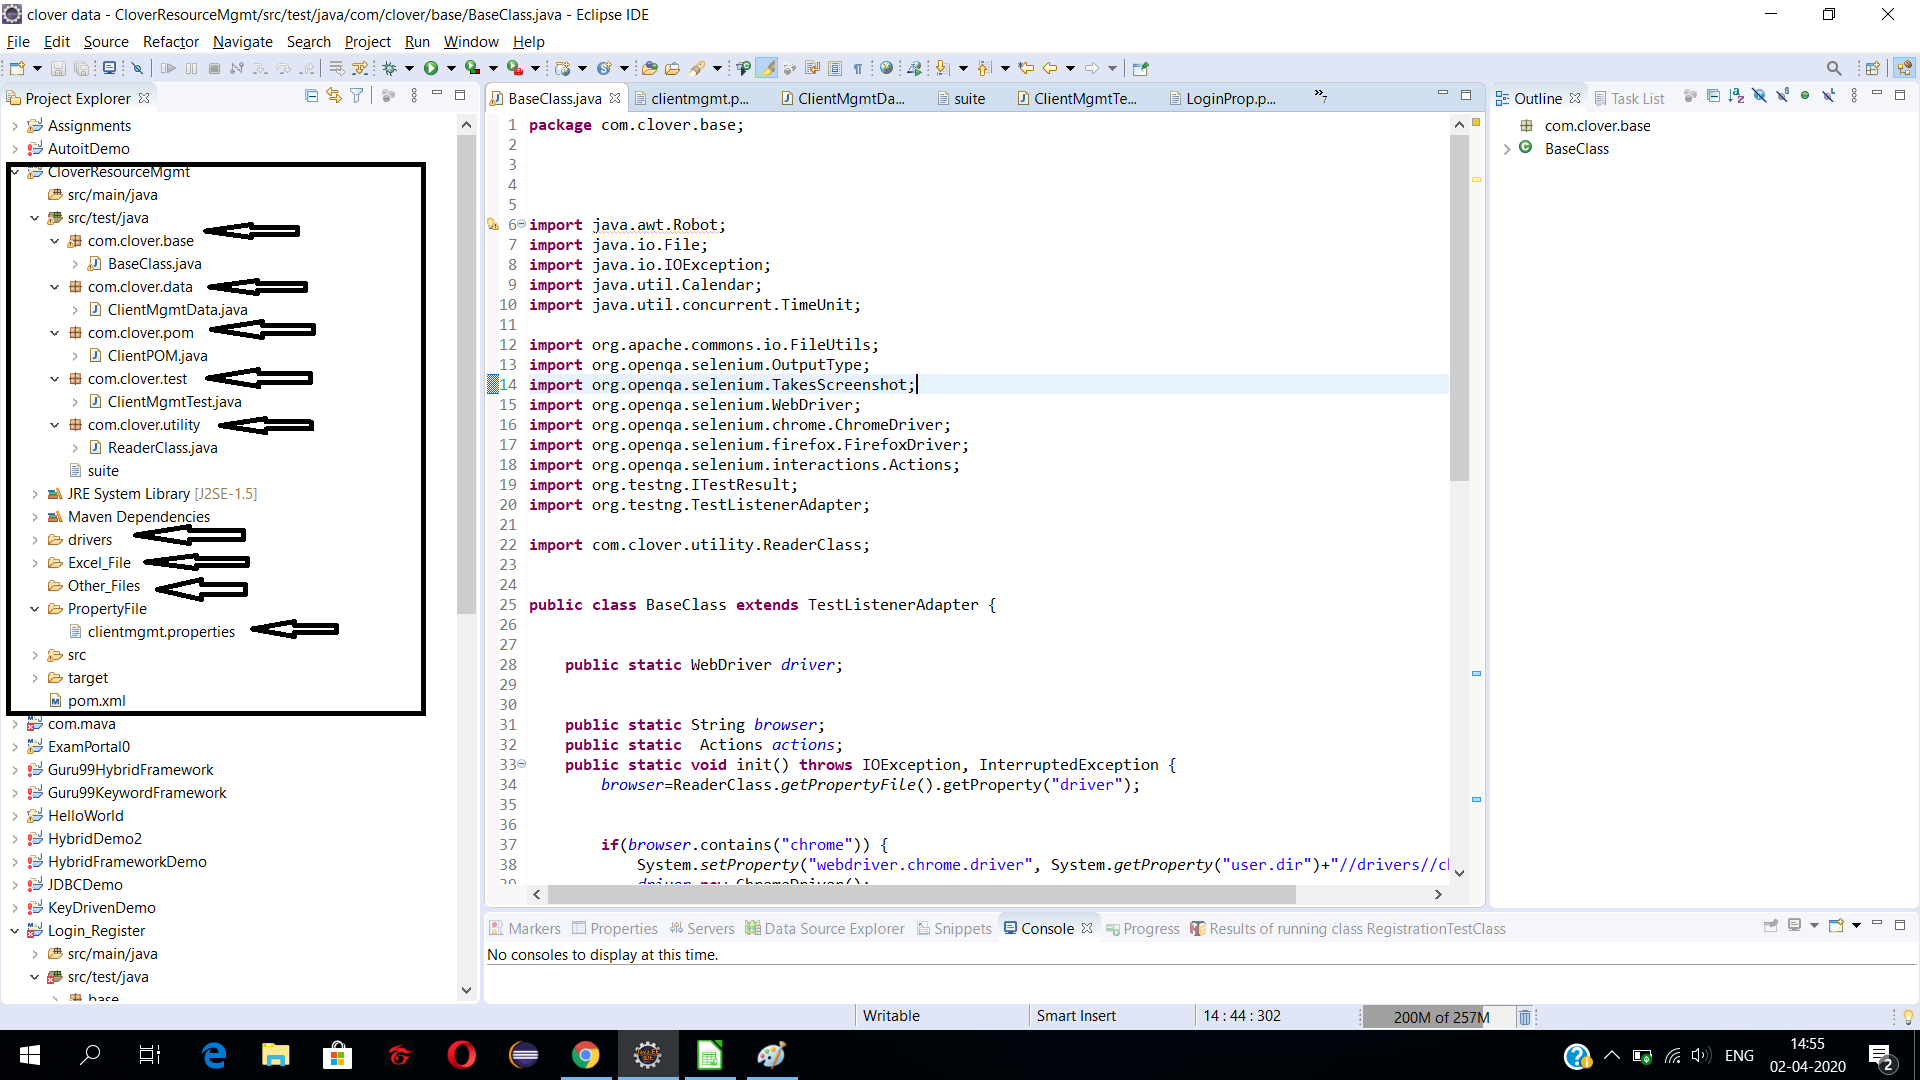 clover data - CloverResourceMgmt/src/test/java/com/clover/base/BaseClass.java - Eclipse IDE
File Edit Source Refactor Navigate Search Project Run Window Help
Project Explorer
Assignments
AutoitDemo
CloverResourceMgmt
src/main/java
src/test/java
com.clover.base
BaseClass.java
com.clover.data
ClientMgmtData.java
com.clover.pom
ClientPOM.java
com.clover.test
ClientMgmtTest.java
com.clover.utility
ReaderClass.java
suite
JRE System Library [J2SE-1.5]
Maven Dependencies
drivers
Excel_File
Other_Files
PropertyFile
clientmgmt.properties
src
target
pom.xml
com.mava
ExamPortal0
Guru99HybridFramework
Guru99KeywordFramework
HelloWorld
HybridDemo2
HybridFrameworkDemo
JDBCDemo
KeyDrivenDemo
Login_Register
src/main/java
src/test/java
base
BaseClass.java clientmgmt.p... ClientMgmtDa... suite ClientMgmtTe... LoginProp.p... »7
1 package com.clover.base;
2
3
4
5
6 import java.awt.Robot;
7 import java.io.File;
8 import java.io.IOException;
9 import java.util.Calendar;
10 import java.util.concurrent.TimeUnit;
11
12 import org.apache.commons.io.FileUtils;
13 import org.openqa.selenium.OutputType;
14 import org.openqa.selenium.TakesScreenshot;
15 import org.openqa.selenium.WebDriver;
16 import org.openqa.selenium.chrome.ChromeDriver;
17 import org.openqa.selenium.firefox.FirefoxDriver;
18 import org.openqa.selenium.interactions.Actions;
19 import org.testng.ITestResult;
20 import org.testng.TestListenerAdapter;
21
22 import com.clover.utility.ReaderClass;
23
24
25 public class BaseClass extends TestListenerAdapter {
26
27
28 public static WebDriver driver;
29
30
31 public static String browser;
32 public static  Actions actions;
33 public static void init() throws IOException, InterruptedException {
34 browser=ReaderClass.getPropertyFile().getProperty("driver");
35
36
37 if(browser.contains("chrome")) {
38 System.setProperty("webdriver.chrome.driver", System.getProperty("user.dir")+"//drivers//cl
39 driver=new ChromeDriver();
Outline Task List
com.clover.base
BaseClass
Markers Properties Servers Data Source Explorer Snippets Console Progress Results of running class RegistrationTestClass
No consoles to display at this time.
Writable Smart Insert 14 : 44 : 302 200M of 257M
ENG 14:55
02-04-2020 2